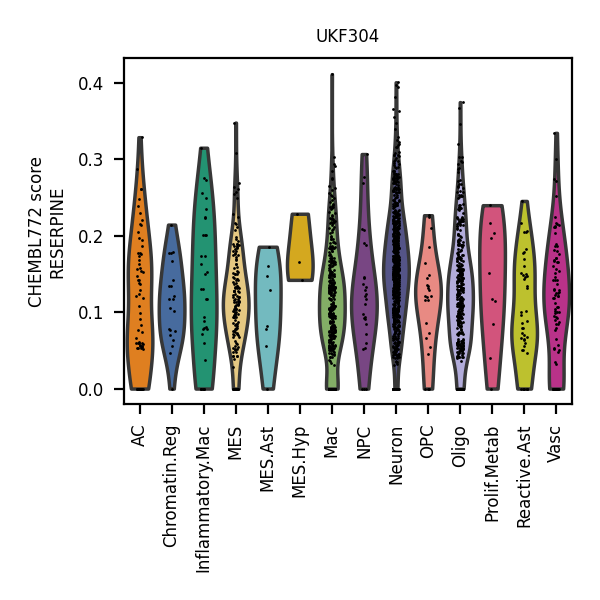 UKF304
CHEMBL772 score
RESERPINE
0.4
0.3
0.2
0.1
0.0
AC
Chromatin.Reg
Inflammatory.Mac
MES
MES.Ast
MES.Hyp
Mac
NPC
Neuron
OPC
Oligo
Prolif.Metab
Reactive.Ast
Vasc